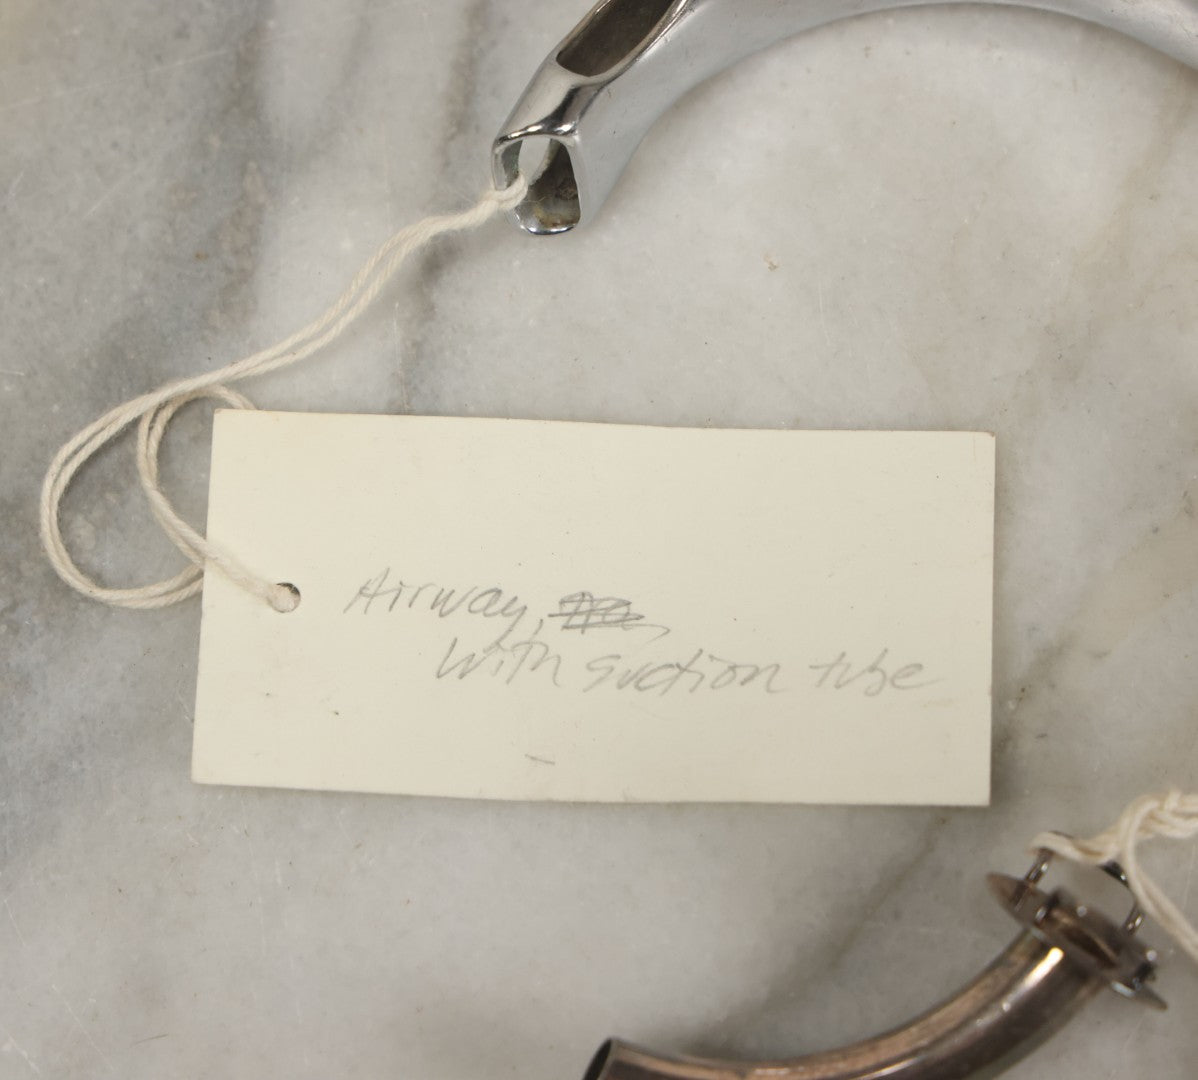 Airway,
with suction tube